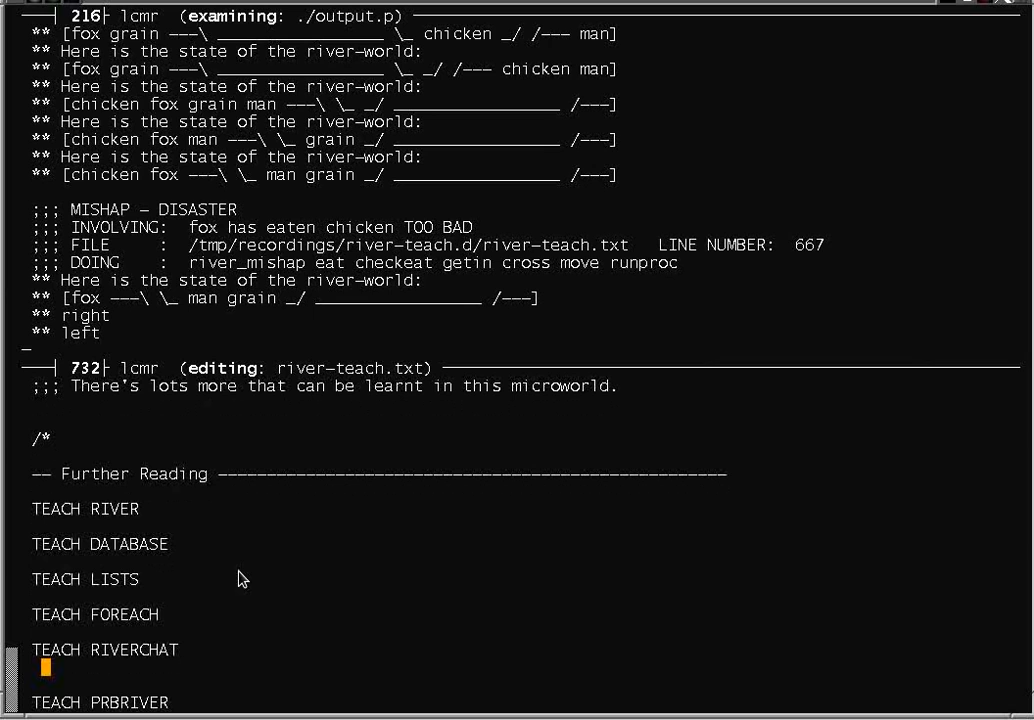 216 lcmr (examining: ./output.p)
** [fox grain ---\ _________________ \_ chicken _/ /--- man]
** Here is the state of the river-world:
** [fox grain ---\ _________________ \_ _/ /--- chicken man]
** Here is the state of the river-world:
** [chicken fox grain man ---\ \_ _/ _________________ /---]
** Here is the state of the river-world:
** [chicken fox man ---\ \_ grain _/ _________________ /---]
** Here is the state of the river-world:
** [chicken fox ---\ \_ man grain _/ _________________ /---]
;;; MISHAP - DISASTER
;;; INVOLVING:  fox has eaten chicken TOO BAD
;;; FILE     :  /tmp/recordings/river-teach.d/river-teach.txt   LINE NUMBER:  667
;;; DOING    :  river_mishap eat checkeat getin cross move runproc
** Here is the state of the river-world:
** [fox ---\ \_ man grain _/ _________________ /---]
** right
** left
732 lcmr (editing: river-teach.txt)
;;; There's lots more that can be learnt in this microworld.
/*
-- Further Reading ----------------------------------------------------
TEACH RIVER
TEACH DATABASE
TEACH LISTS
TEACH FOREACH
TEACH RIVERCHAT
TEACH PRBRIVER